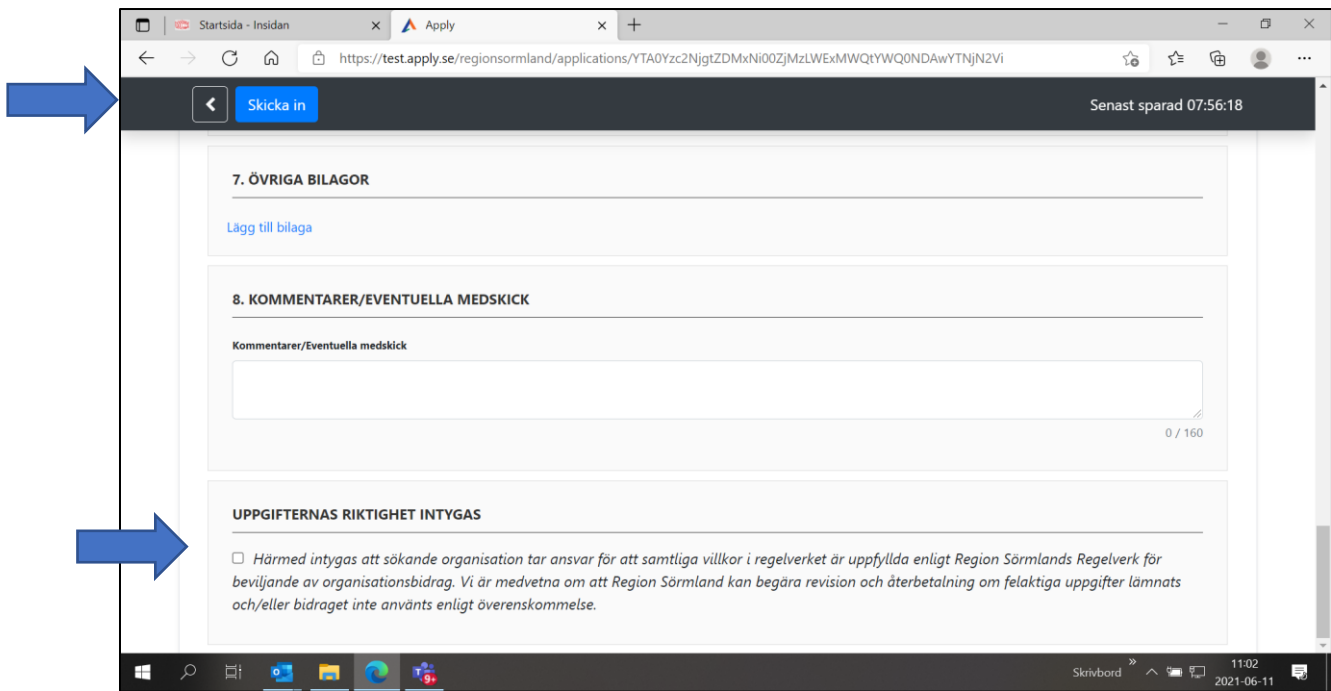 Startsida - Insidan
Apply
https://test.apply.se/regionsormland/applications/YTA0Yzc2NjgtZDMxNi00ZjMzLWExMWQtYWQ0NDAwYTNjN2Vi
Skicka in
Senast sparad 07:56:18
7. ÖVRIGA BILAGOR
Lägg till bilaga
8. KOMMENTARER/EVENTUELLA MEDSKICK
Kommentarer/Eventuella medskick
0 / 160
UPPGIFTERNAS RIKTIGHET INTYGAS
Härmed intygas att sökande organisation tar ansvar för att samtliga villkor i regelverket är uppfyllda enligt Region Sörmlands Regelverk för
beviljande av organisationsbidrag. Vi är medvetna om att Region Sörmland kan begära revision och återbetalning om felaktiga uppgifter lämnats
och/eller bidraget inte använts enligt överenskommelse.
9+
Skrivbord
11:02
2021-06-11